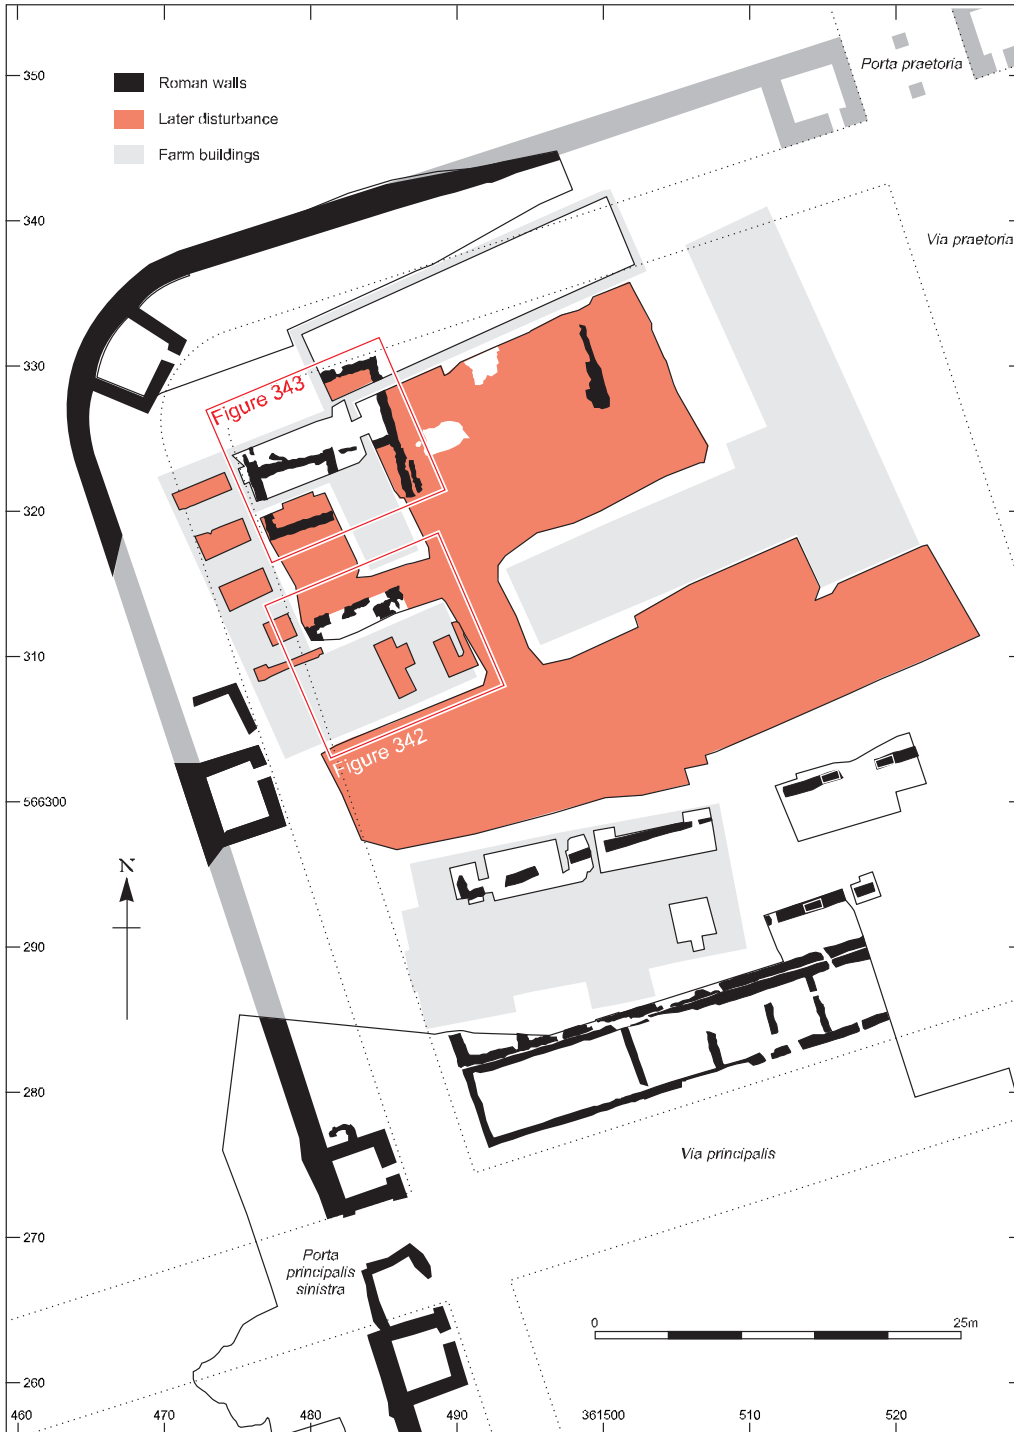 Porta praetoria
350
Roman walls
Later disturbance
Farm buildings
340
Via praetoria
330
Figure 343
320
310
Figure 342
566300
N
290
280
Via principalis
270
Porta
principalis
sinistra
0
25m
260
460
470
480
490
361500
510
520